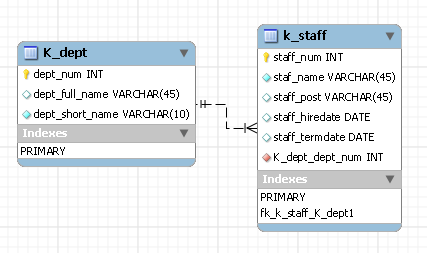 K_dept
dept_num INT
dept_full_name VARCHAR(45)
dept_short_name VARCHAR(10)
Indexes
PRIMARY
k_staff
staff_num INT
staf_name VARCHAR(45)
staff_post VARCHAR(45)
staff_hiredate DATE
staff_termdate DATE
K_dept_dept_num INT
Indexes
PRIMARY
fk_k_staff_K_dept1